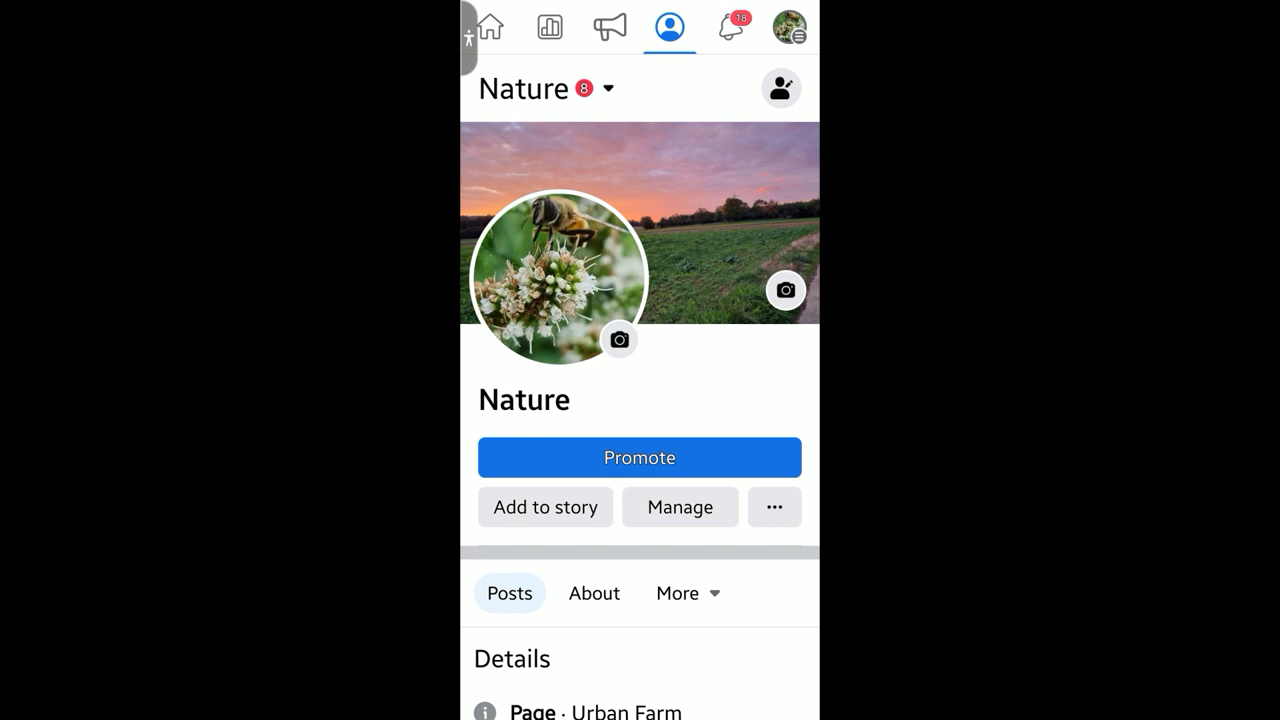 18
Nature 8
Nature
Promote
Add to story Manage
Posts About More
Details
Page · Urban Farm